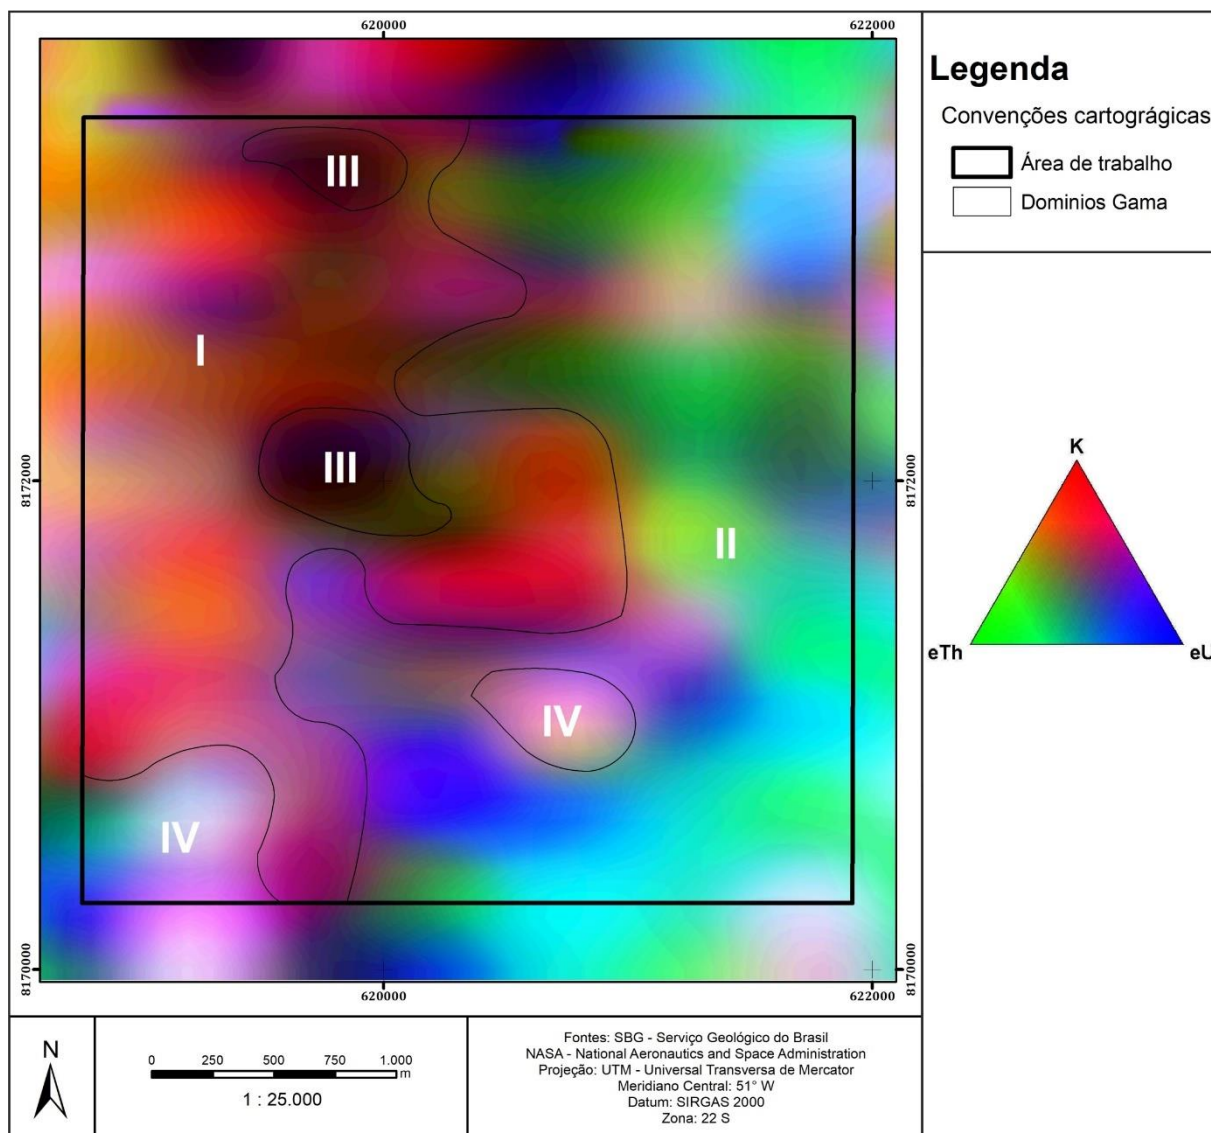 620000
622000
Legenda
Convenções cartográgicas
Área de trabalho
Dominios Gama
III
I
III
II
IV
IV
8172000
8172000
8170000
8170000
K
eTh
eU
620000
622000
N
0 250 500 750 1.000
m
1 : 25.000
Fontes: SBG - Serviço Geológico do Brasil
NASA - National Aeronautics and Space Administration
Projeção: UTM - Universal Transversa de Mercator
Meridiano Central: 51° W
Datum: SIRGAS 2000
Zona: 22 S